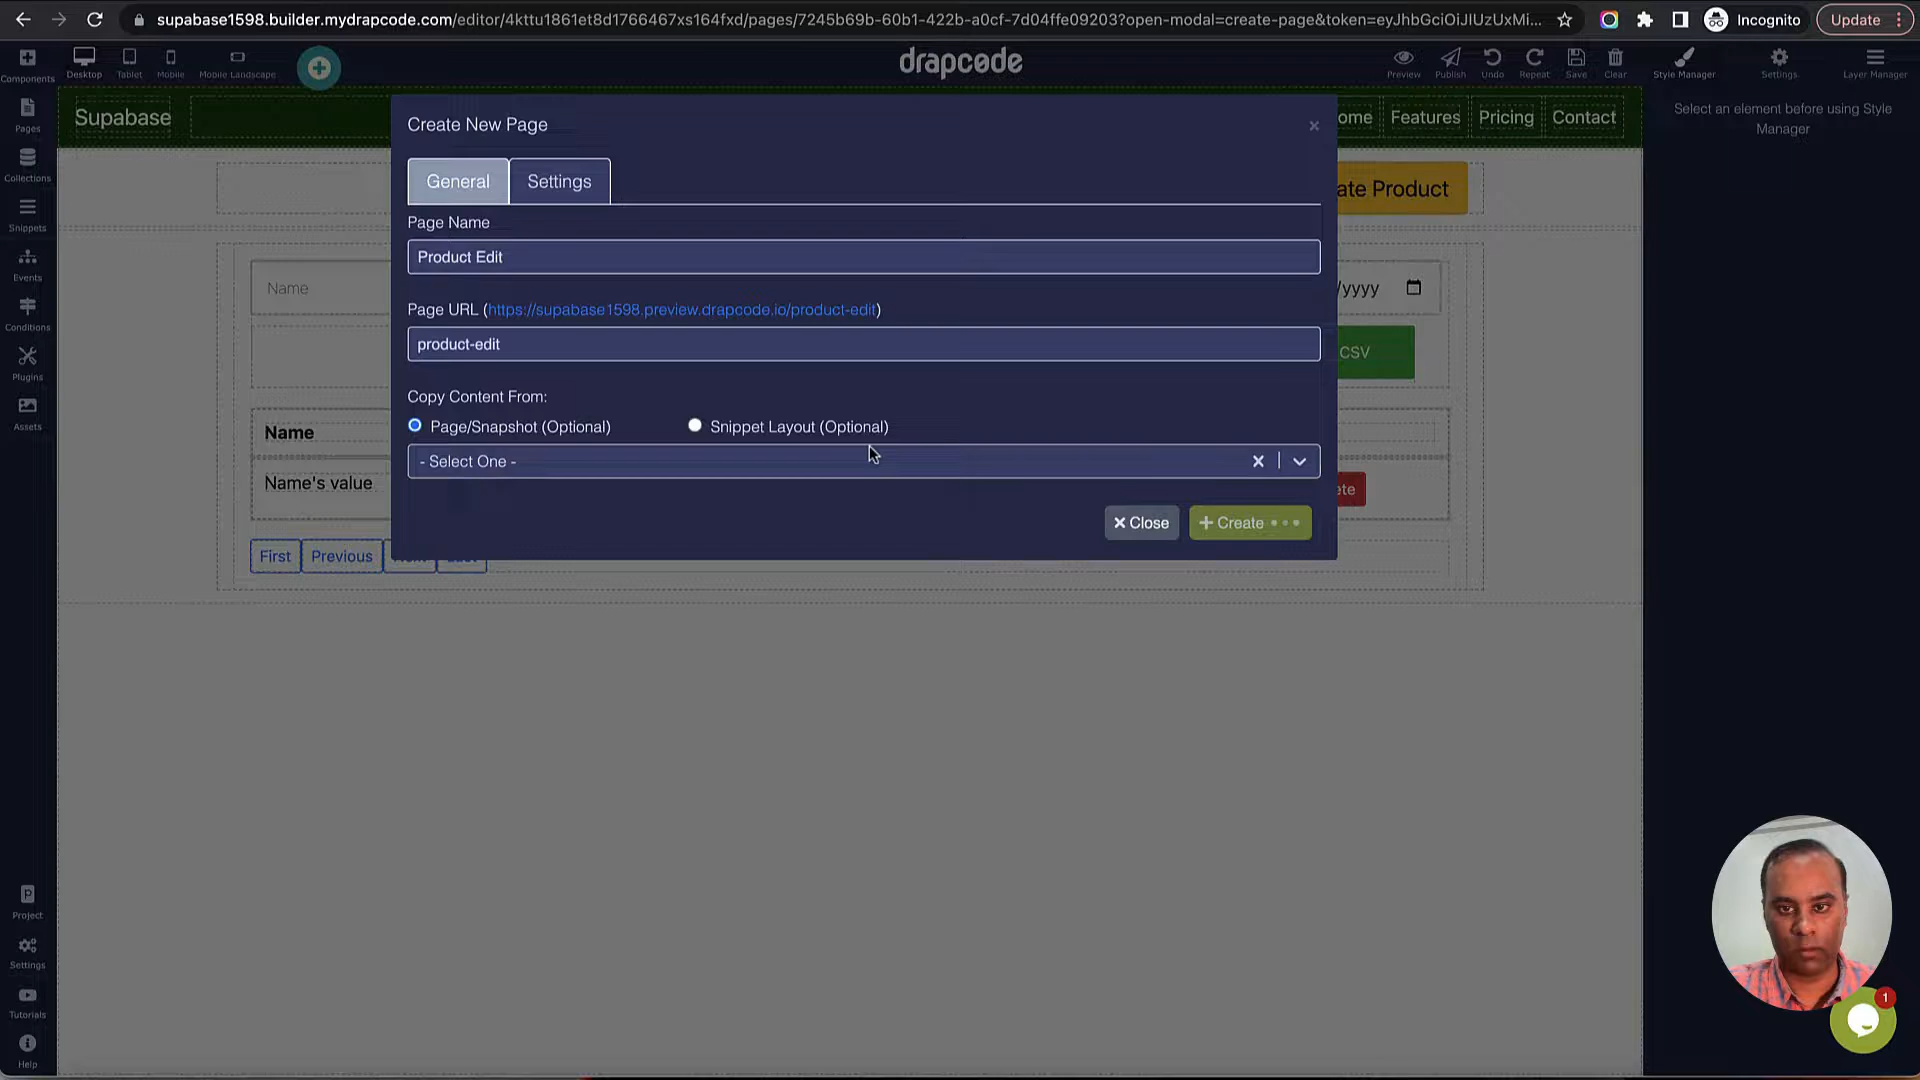 supabase1598.builder.mydrapcode.com/editor/4kttu1861et8d1766467xs164fxd/pages/7245b69b-60b1-422b-a0cf-7d04ffe09203?open-modal=create-page&token=eyJhbGciOiJIUzUxMi...
Incognito
Update
Components
Desktop
Tablet
Mobile
Mobile Landscape
drapcode
Preview
Publish
Undo
Repeat
Save
Clear
Style Manager
Settings
Layer Manager
Pages
Collections
Snippets
Events
Conditions
Plugins
Assets
Project
Settings
Tutorials
Help
Supabase
ome
Features
Pricing
Contact
Select an element before using Style
Manager
Create New Page
General
Settings
Page Name
Product Edit
Page URL (https://supabase1598.preview.drapcode.io/product-edit)
product-edit
Copy Content From:
Page/Snapshot (Optional)
Snippet Layout (Optional)
- Select One -
Close
Create
ate Product
Name
/yyyy
CSV
Name
Name's value
ete
First
Previous
1